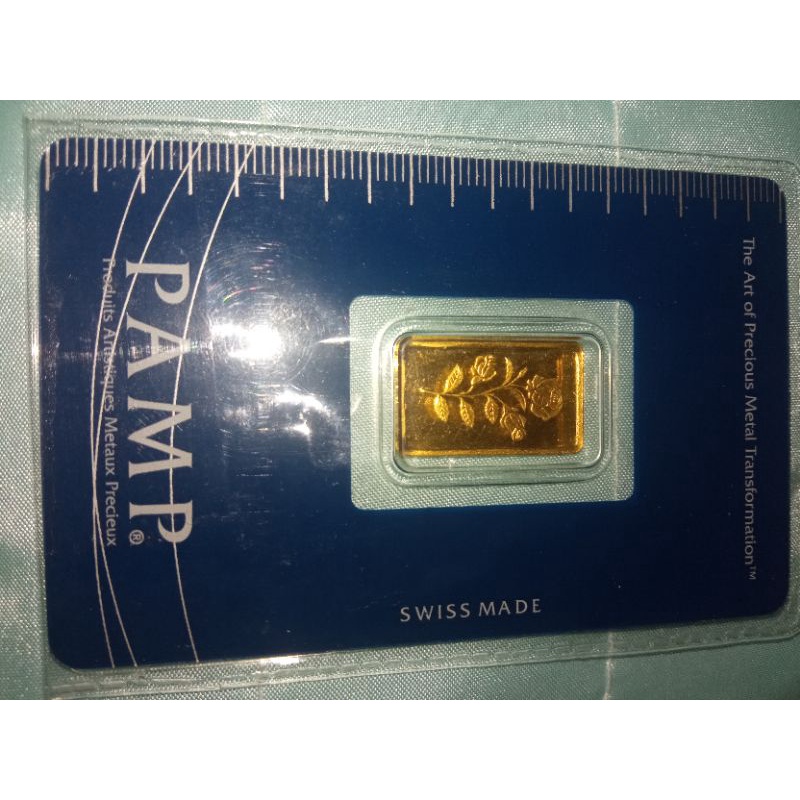 PAMP®
Produits Artistiques Metaux Precieux
The Art of Precious Metal Transformation™
SWISS MADE